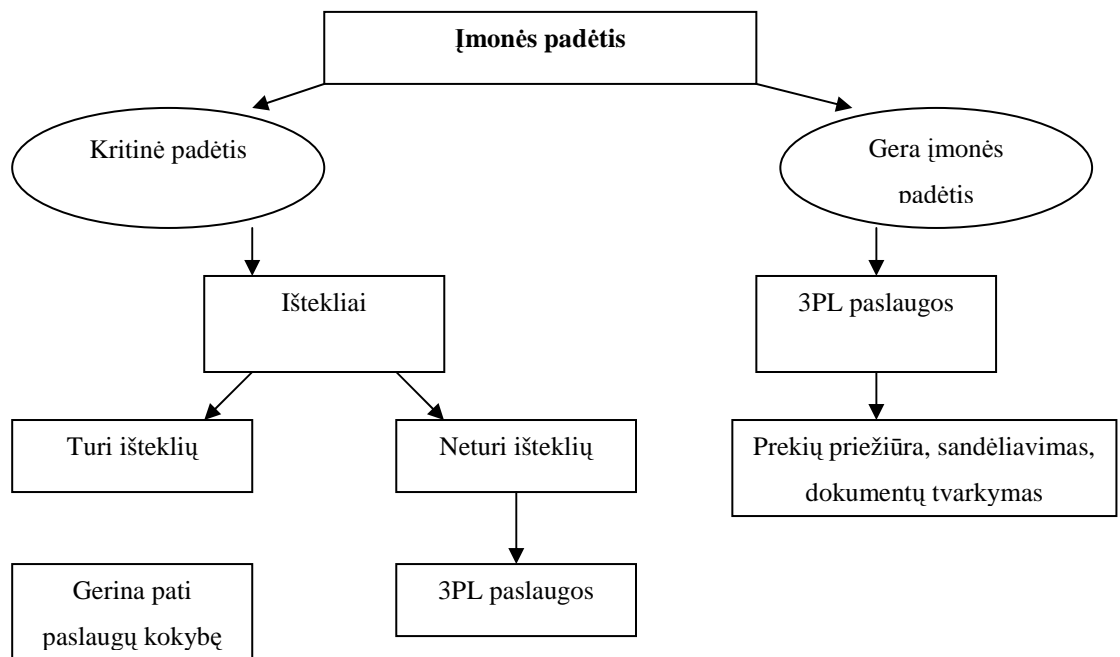 Įmonės padėtis
Kritinė padėtis
Gera įmonės
padėtis
Ištekliai
3PL paslaugos
Turi išteklių
Neturi išteklių
Prekių priežiūra, sandėliavimas,
dokumentų tvarkymas
Gerina pati
paslaugų kokybę
3PL paslaugos